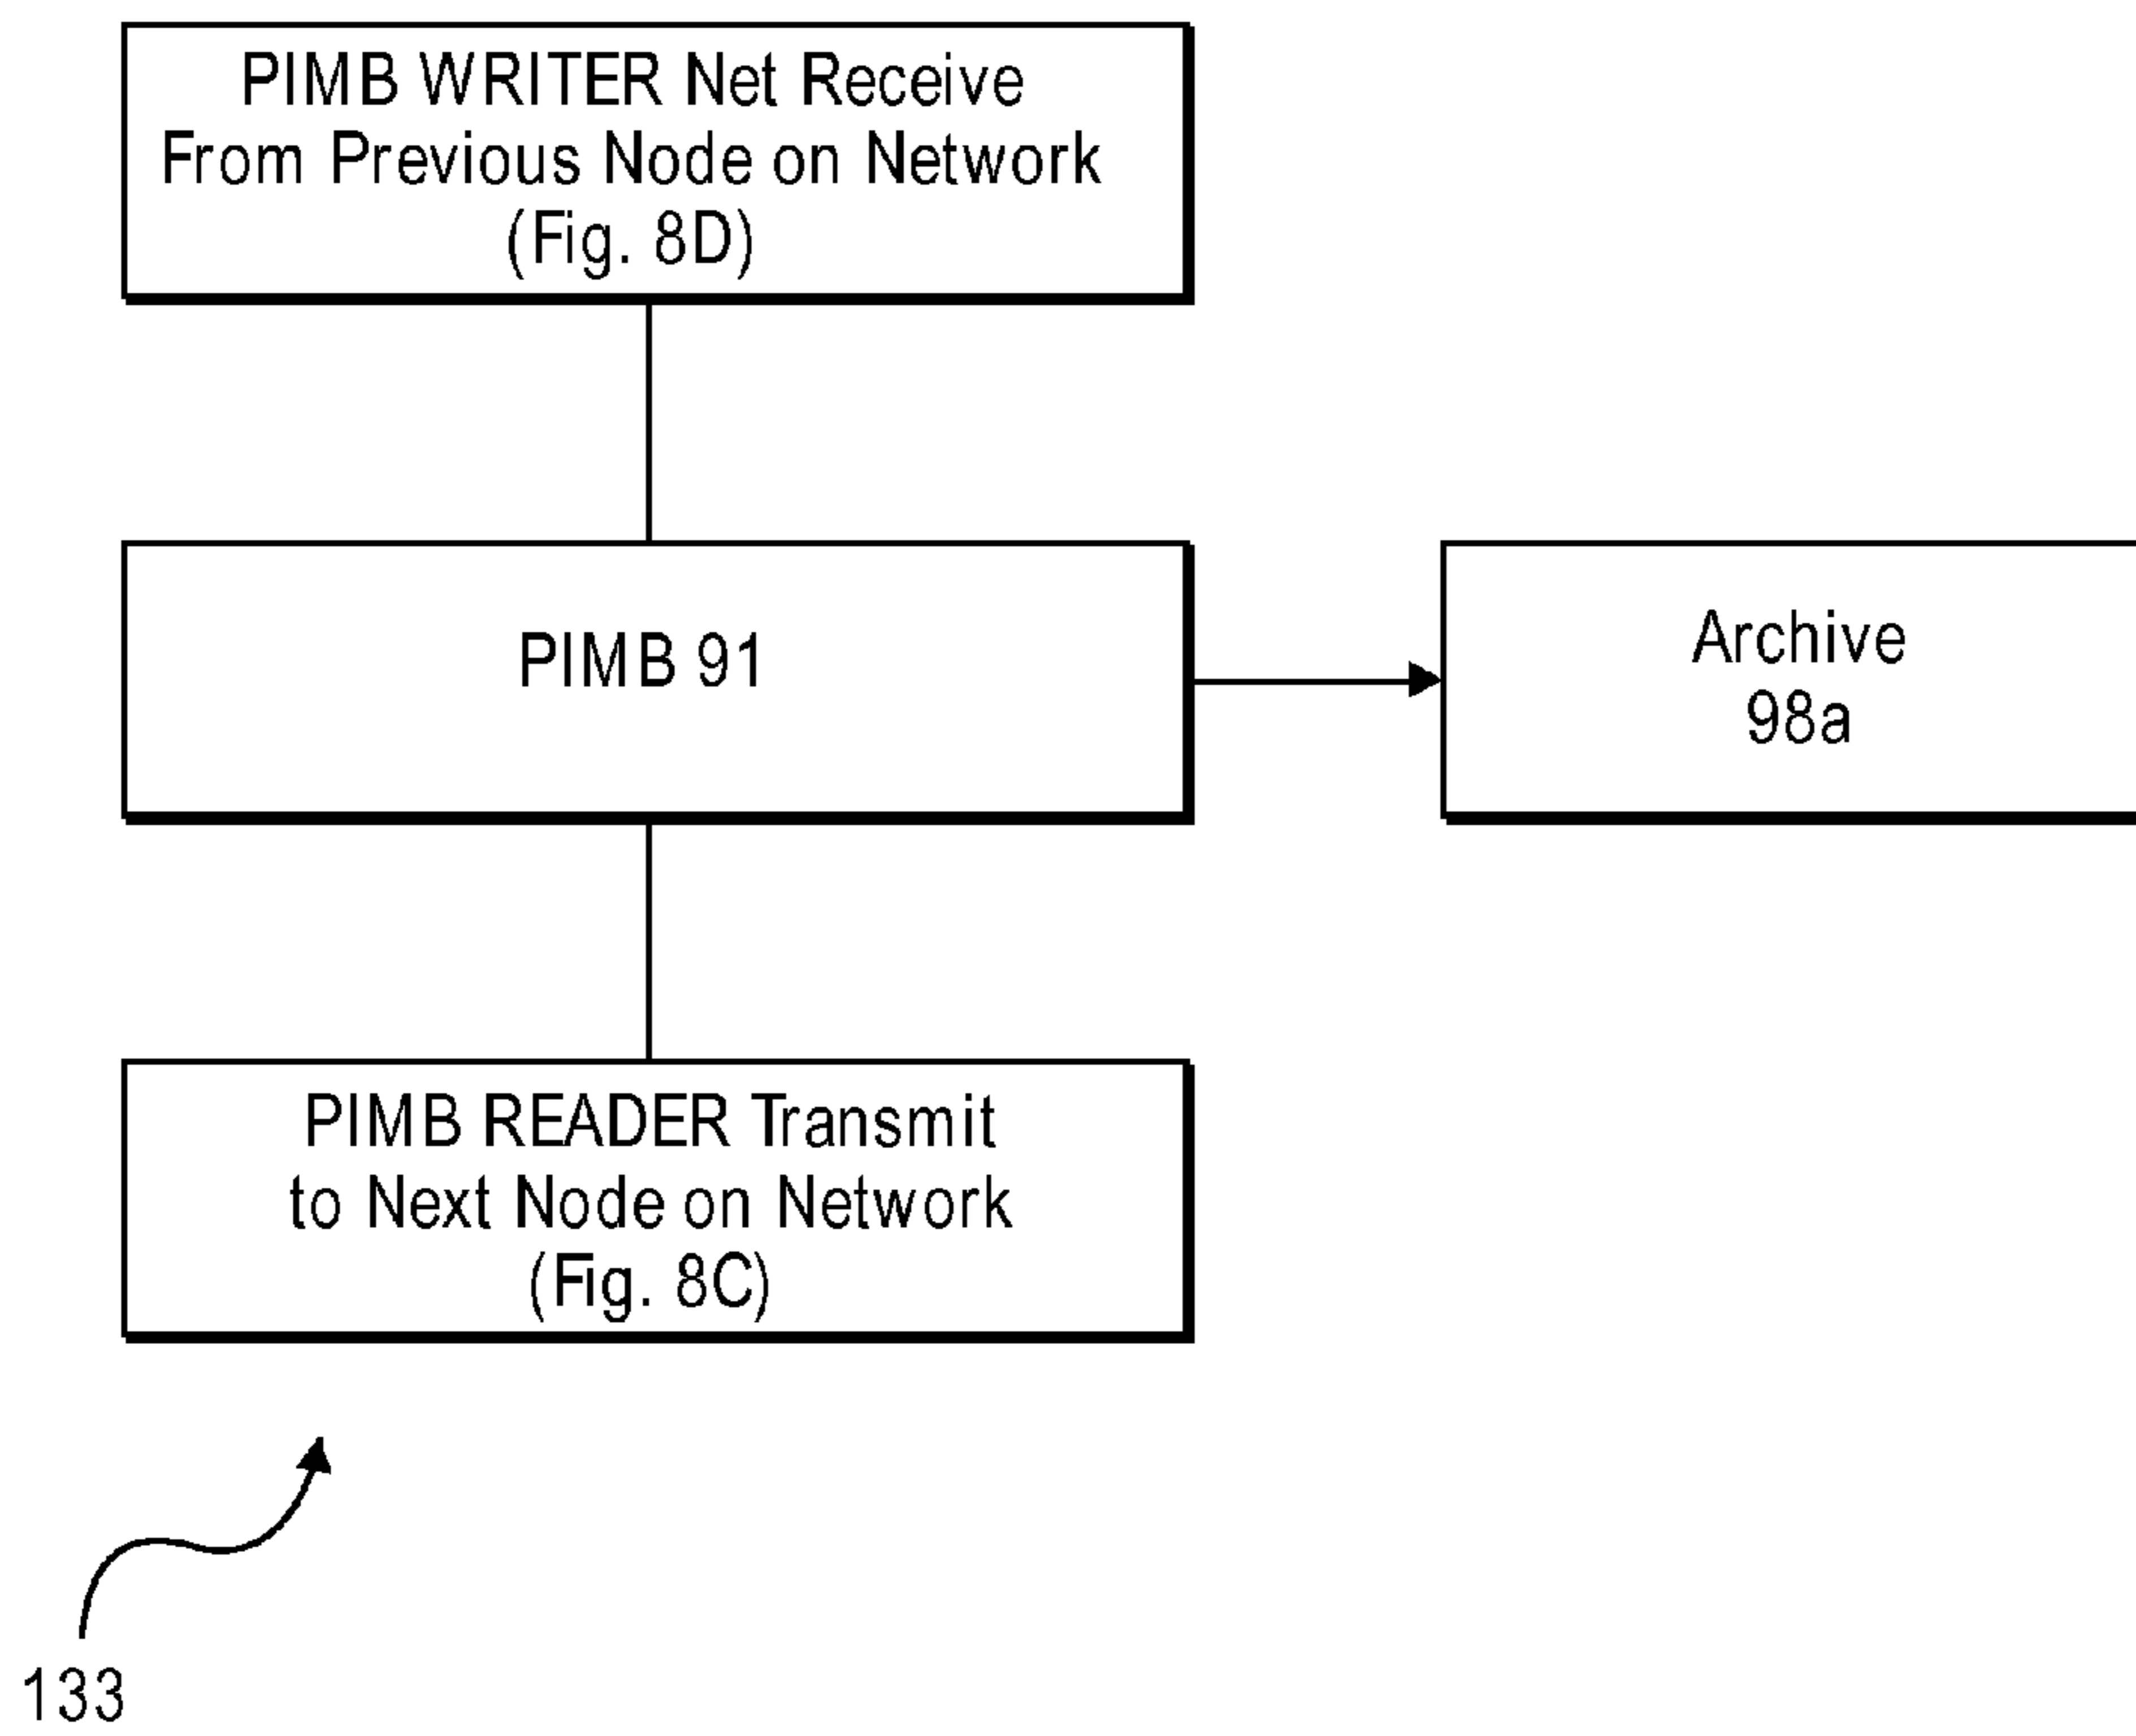 PIMB WRITER Net Receive
From Previous Node on Network
(Fig. 8D)
PIMB 91
Archive
98a
PIMB READER Transmit
to Next Node on Network
(Fig. 8C)
133